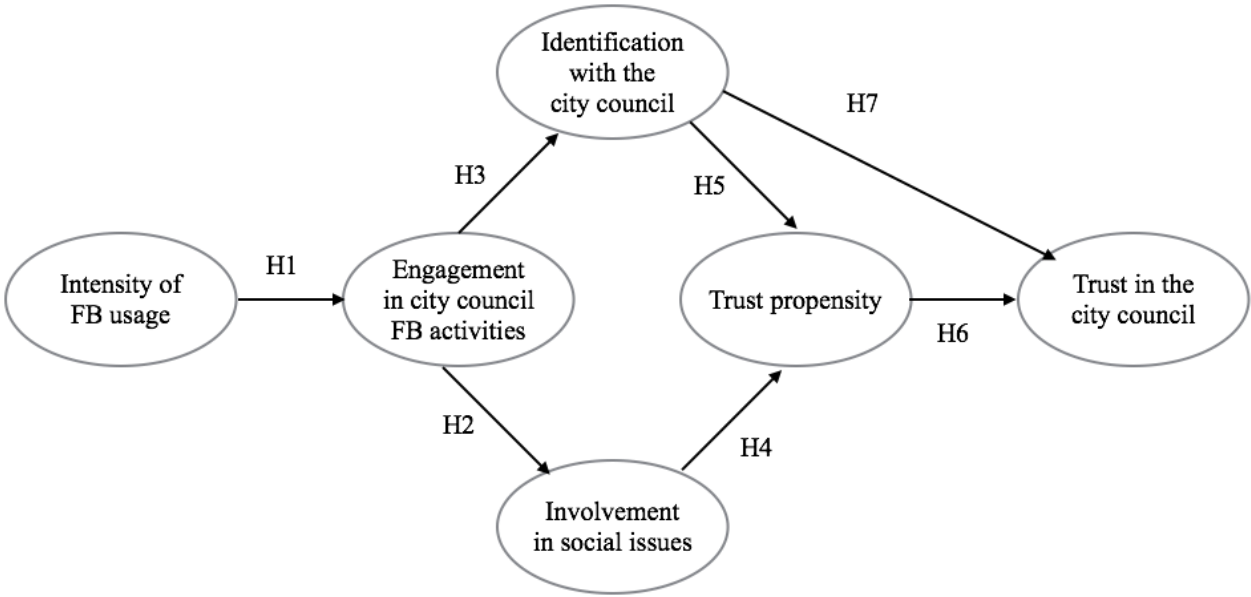 Identification
with the
city council
H7
H3
H5
Intensity of
FB usage
H1
Engagement
in city council
FB activities
Trust propensity
H6
Trust in the
city council
H2
H4
Involvement
in social issues